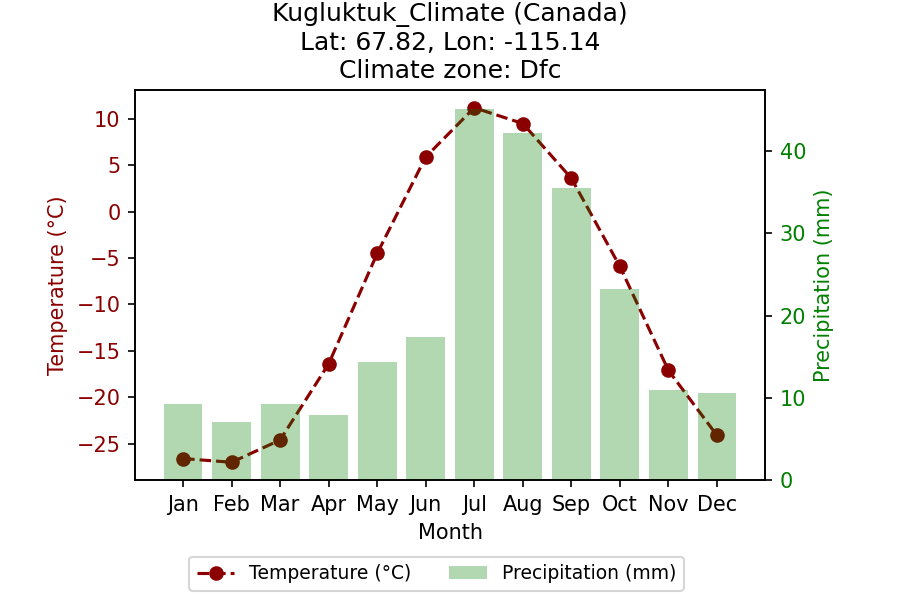 Kugluktuk_Climate (Canada)
Lat: 67.82, Lon: -115.14
Climate zone: Dfc
Temperature (°C)
10
5
0
−5
−10
−15
−20
−25
Precipitation (mm)
40
30
20
10
0
Jan Feb Mar Apr May Jun Jul Aug Sep Oct Nov Dec
Month
Temperature (°C) Precipitation (mm)